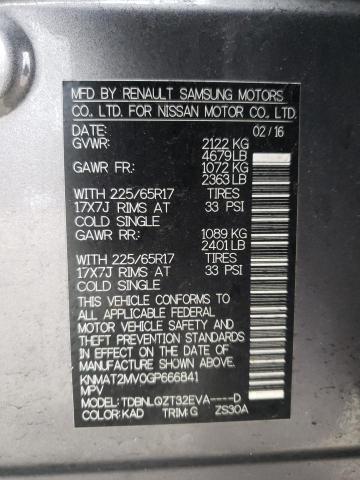 MFD BY RENAULT SAMSUNG MOTORS
CO., LTD. FOR NISSAN MOTOR CO., LTD.
DATE: 02/16
GVWR: 2122 KG
4679 LB
GAWR FR: 1072 KG
2363 LB
WITH 225/65R17 TIRES
17X7J RIMS AT 33 PSI
COLD SINGLE
GAWR RR: 1089 KG
2401 LB
WITH 225/65R17 TIRES
17X7J RIMS AT 33 PSI
COLD SINGLE
THIS VEHICLE CONFORMS TO
ALL APPLICABLE FEDERAL
MOTOR VEHICLE SAFETY AND
THEFT PREVENTION STANDARDS
IN EFFECT ON THE DATE OF
MANUFACTURE SHOWN ABOVE.
KNMAT2MV0GP666841
MPV
MODEL: TDBNLQZT32EVA----D
COLOR: KAD TRIM: G ZS30A